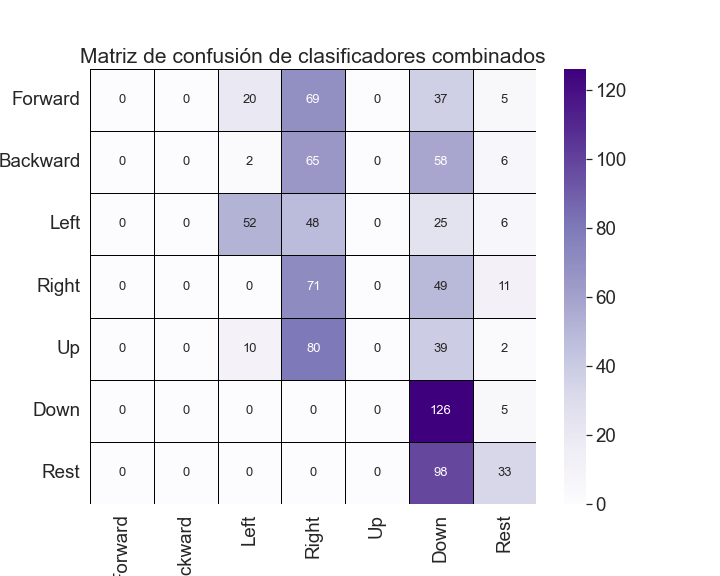 Matriz de confusión de clasificadores combinados
Forward 0 0 20 69 0 37 5
Backward 0 0 2 65 0 58 6
Left 0 0 52 48 0 25 6
Right 0 0 0 71 0 49 11
Up 0 0 10 80 0 39 2
Down 0 0 0 0 0 126 5
Rest 0 0 0 0 0 98 33
Forward ckward Left Right Up Down Rest
120
100
80
60
40
20
0